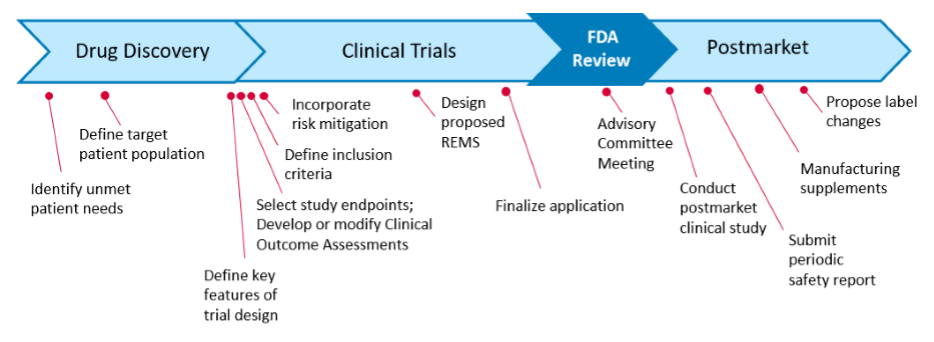 Drug Discovery
Clinical Trials
FDA
Review
Postmarket
Identify unmet
patient needs
Define target
patient population
Define key
features of
trial design
Select study endpoints;
Develop or modify Clinical
Outcome Assessments
Define inclusion
criteria
Incorporate
risk mitigation
Design
proposed
REMS
Finalize application
Advisory
Committee
Meeting
Conduct
postmarket
clinical study
Submit
periodic
safety report
Manufacturing
supplements
Propose label
changes